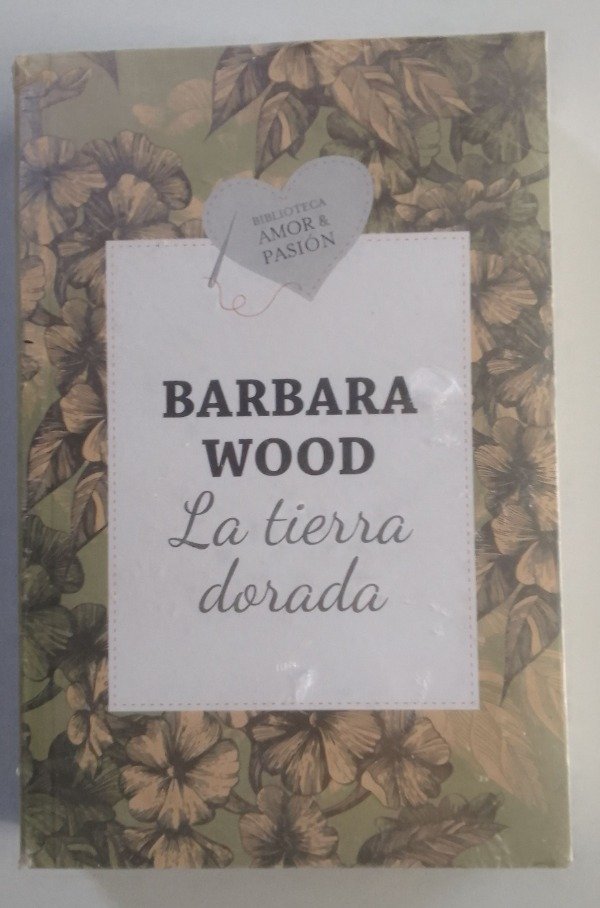 BIBLIOTECA
AMOR &
PASIÓN
BARBARA
WOOD
La tierra
dorada